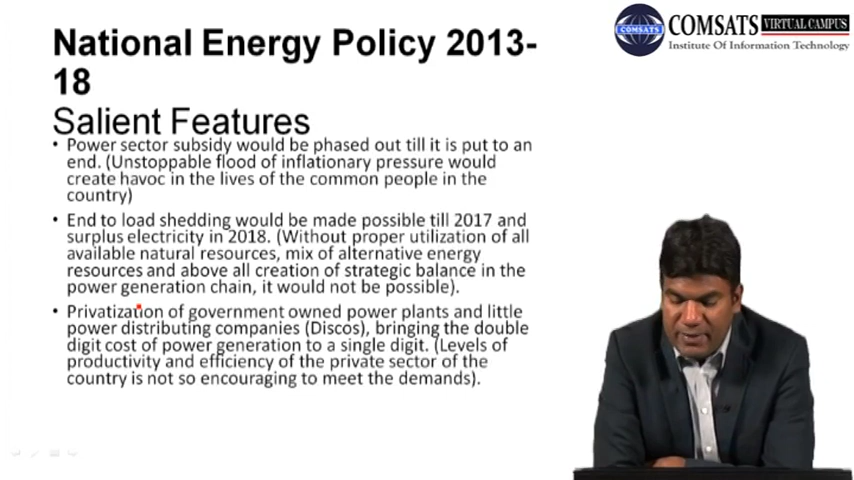 National Energy Policy 2013-
18
Salient Features
• Power sector subsidy would be phased out till it is put to an
end. (Unstoppable flood of inflationary pressure would
create havoc in the lives of the common people in the
country)
• End to load shedding would be made possible till 2017 and
surplus electricity in 2018. (Without proper utilization of all
available natural resources, mix of alternative energy
resources and above all creation of strategic balance in the
power generation chain, it would not be possible).
• Privatization of government owned power plants and little
power distributing companies (Discos), bringing the double
digit cost of power generation to a single digit. (Levels of
productivity and efficiency of the private sector of the
country is not so encouraging to meet the demands).
COMSATS
COMSATS VIRTUAL CAMPUS
Institute Of Information Technology